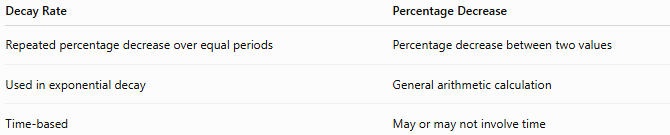 Decay Rate Percentage Decrease
Repeated percentage decrease over equal periods Percentage decrease between two values
Used in exponential decay General arithmetic calculation
Time-based May or may not involve time